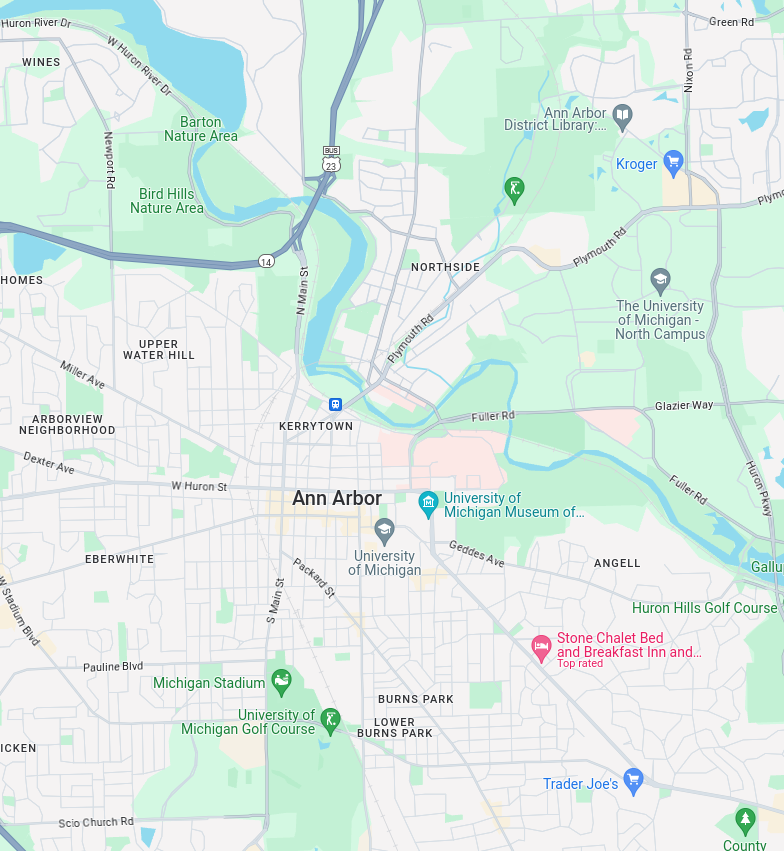 Huron River Dr
Green Rd
W Huron River Dr
WINES
Nixon Rd
Ann Arbor
District Library:...
Barton
Nature Area
Newport Rd
BUS
23
Kroger
Bird Hills
Nature Area
Plymo
Plymouth Rd
14
NORTHSIDE
HOMES
N Main St
The University
of Michigan -
North Campus
Plymouth Rd
UPPER
WATER HILL
Miller Ave
Glazier Way
ARBORVIEW
NEIGHBORHOOD
KERRYTOWN
Fuller Rd
Dexter Ave
Huron Pkwy
W Huron St
Ann Arbor
University of
Michigan Museum of...
Fuller Rd
University
of Michigan
Geddes Ave
EBERWHITE
ANGELL
Gallu
Packard St
S Main St
W Stadium Blvd
Huron Hills Golf Course
Stone Chalet Bed
and Breakfast Inn and...
Top rated
Pauline Blvd
Michigan Stadium
BURNS PARK
University of
Michigan Golf Course
LOWER
BURNS PARK
ICKEN
Trader Joe's
Scio Church Rd
County